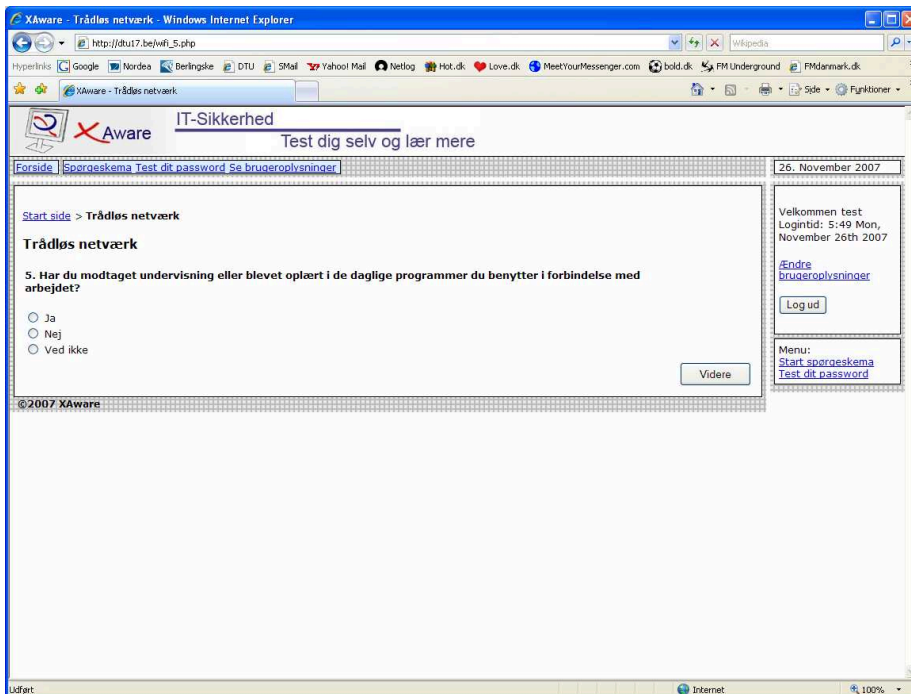 XAware - Trådløs netværk - Windows Internet Explorer
http://dtu17.be/wifi_5.php
Wikipedia
Hyperlinks Google Nordea Berlingske DTU SMail Yahoo! Mail Netlog Hot.dk Love.dk MeetYourMessenger.com bold.dk FM Underground FMdanmark.dk
XAware - Trådløs netværk
Side Funktioner
XAware
IT-Sikkerhed
Test dig selv og lær mere
Forside Spørgeskema Test dit password Se brugeroplysninger
26. November 2007
Start side > Trådløs netværk
Trådløs netværk
5. Har du modtaget undervisning eller blevet oplært i de daglige programmer du benytter i forbindelse med
arbejdet?
Ja
Nej
Ved ikke
Videre
©2007 XAware
Velkommen test
Logintid: 5:49 Mon,
November 26th 2007
Ændre
brugeroplysninger
Log ud
Menu:
Start spørgeskema
Test dit password
Udført
Internet
100%